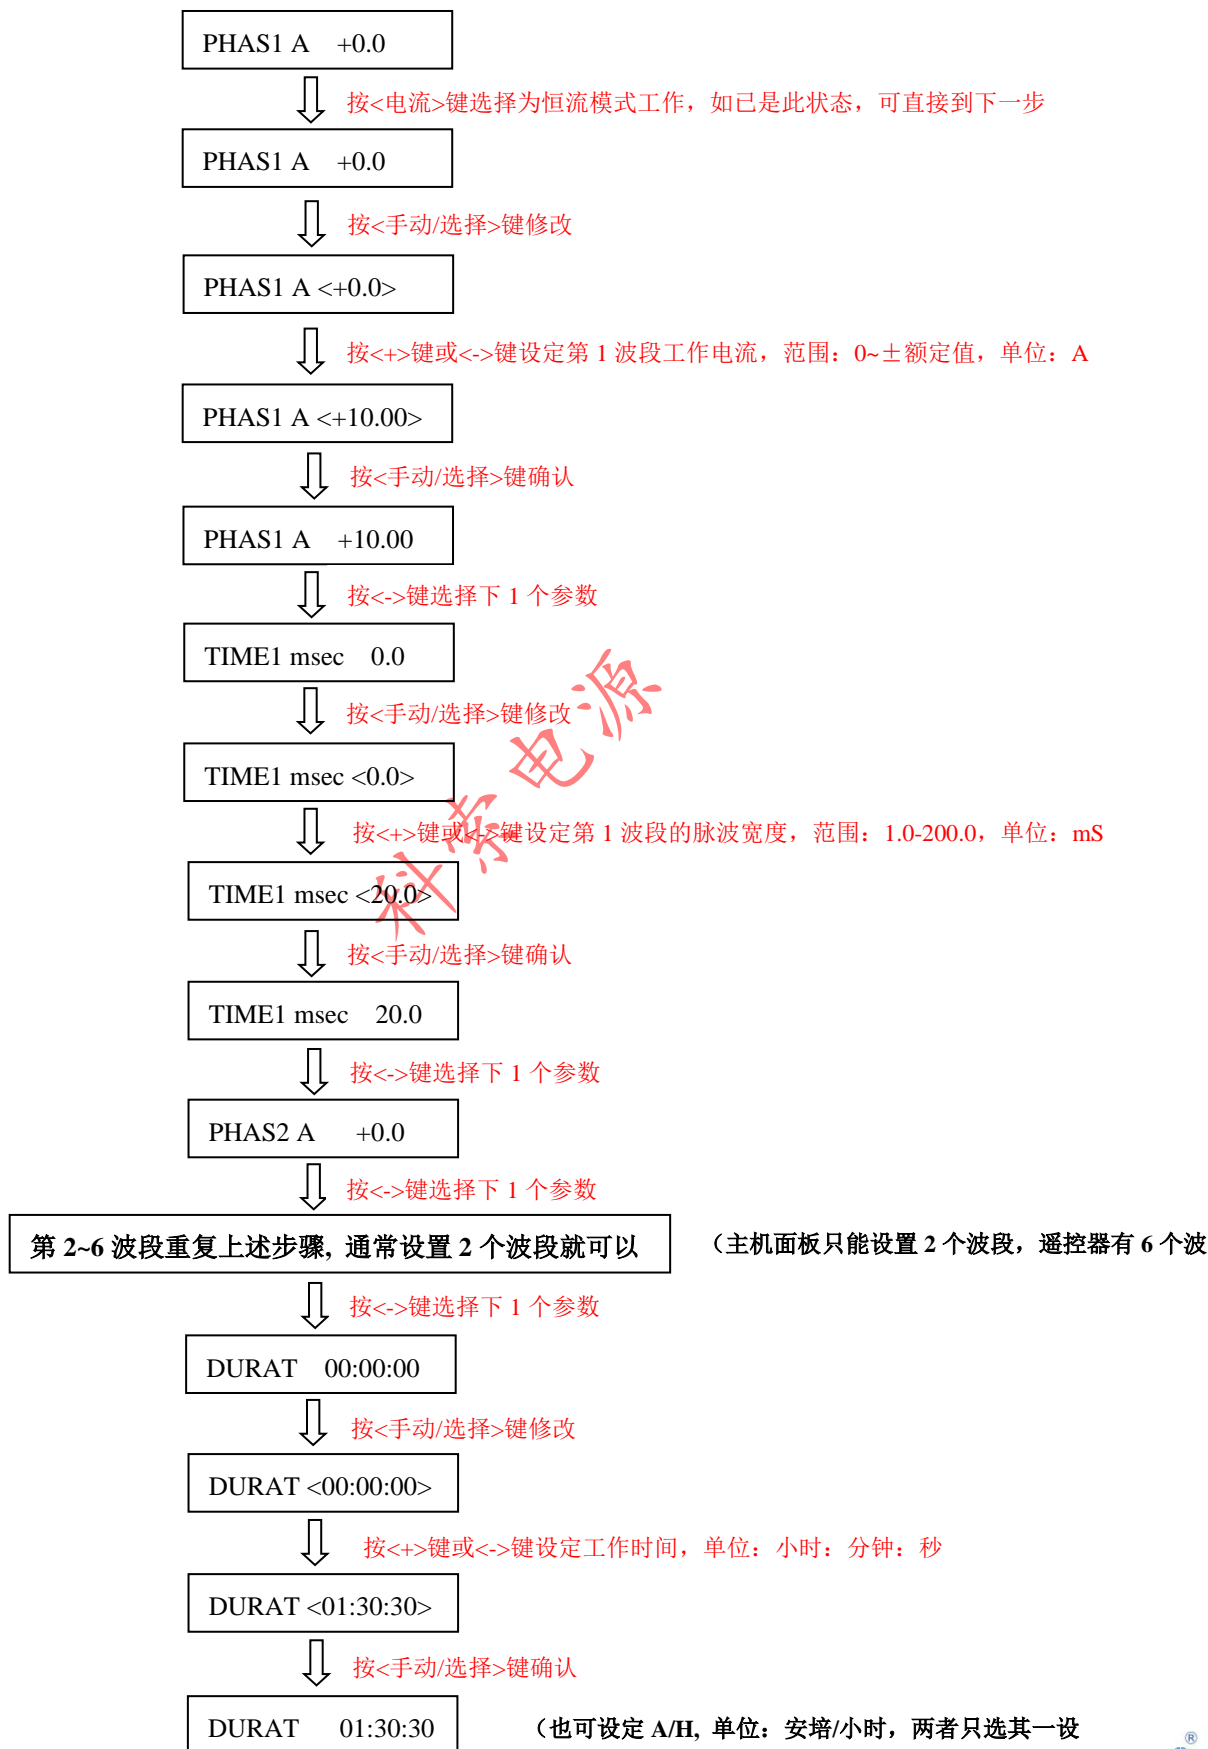 PHAS1 A +0.0
按<电流>键选择为恒流模式工作，如已是此状态，可直接到下一步
PHAS1 A +0.0
按<手动/选择>键修改
PHAS1 A <+0.0>
按<+>键或<->键设定第 1 波段工作电流，范围：0~±额定值，单位：A
PHAS1 A <+10.00>
按<手动/选择>键确认
PHAS1 A +10.00
按<->键选择下 1 个参数
TIME1 msec 0.0
按<手动/选择>键修改
TIME1 msec <0.0>
按<+>键或<->键设定第 1 波段的脉波宽度，范围：1.0-200.0，单位：mS
TIME1 msec <20.0>
按<手动/选择>键确认
TIME1 msec 20.0
按<->键选择下 1 个参数
PHAS2 A +0.0
按<->键选择下 1 个参数
第 2~6 波段重复上述步骤, 通常设置 2 个波段就可以
（主机面板只能设置 2 个波段，遥控器有 6 个波
按<->键选择下 1 个参数
DURAT 00:00:00
按<手动/选择>键修改
DURAT <00:00:00>
按<+>键或<->键设定工作时间，单位：小时：分钟：秒
DURAT <01:30:30>
按<手动/选择>键确认
DURAT 01:30:30
（也可设定 A/H, 单位：安培/小时，两者只选其一设
科索电源
®